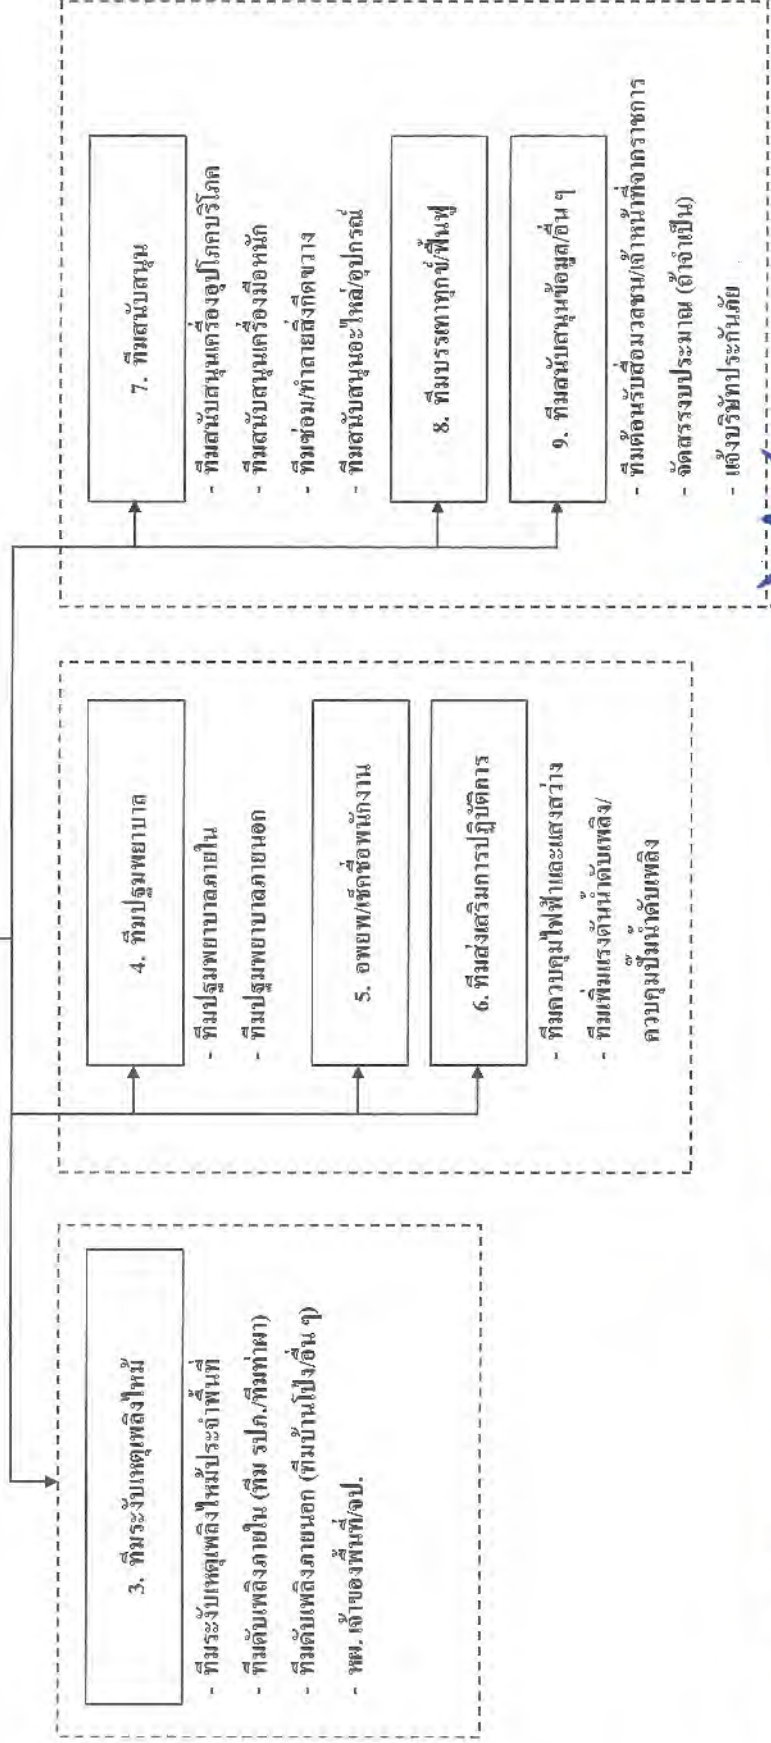 3. ทีมระงับเหตุเพลิงไหม้
- ทีมระงับเหตุเพลิงไหม้ประจำพื้นที่
- ทีมดับเพลิงภายใน (ทีม รปภ./ทีมท่าผา)
- ทีมดับเพลิงภายนอก (ทีมบ้านโป่ง/อื่น ๆ)
- หผ. เจ้าของพื้นที่/จป.
4. ทีมปฐมพยาบาล
- ทีมปฐมพยาบาลภายใน
- ทีมปฐมพยาบาลภายนอก
5. อพยพ/เช็คชื่อพนักงาน
6. ทีมส่งเสริมการปฏิบัติการ
- ทีมควบคุมไฟฟ้าและแสงสว่าง
- ทีมเพิ่มแรงดันน้ำดับเพลิง/
ควบคุมปั๊มน้ำดับเพลิง
7. ทีมสนับสนุน
- ทีมสนับสนุนเครื่องอุปโภคบริโภค
- ทีมสนับสนุนเครื่องมือหนัก
- ทีมซ่อม/ทำลายสิ่งกีดขวาง
- ทีมสนับสนุนอะไหล่/อุปกรณ์
8. ทีมบรรเทาทุกข์/ฟื้นฟู
9. ทีมสนับสนุนข้อมูล/อื่น ๆ
- ทีมต้อนรับสื่อมวลชน/เจ้าหน้าที่จากราชการ
- จัดสรรงบประมาณ (ถ้าจำเป็น)
- แจ้งบริษัทประกันภัย